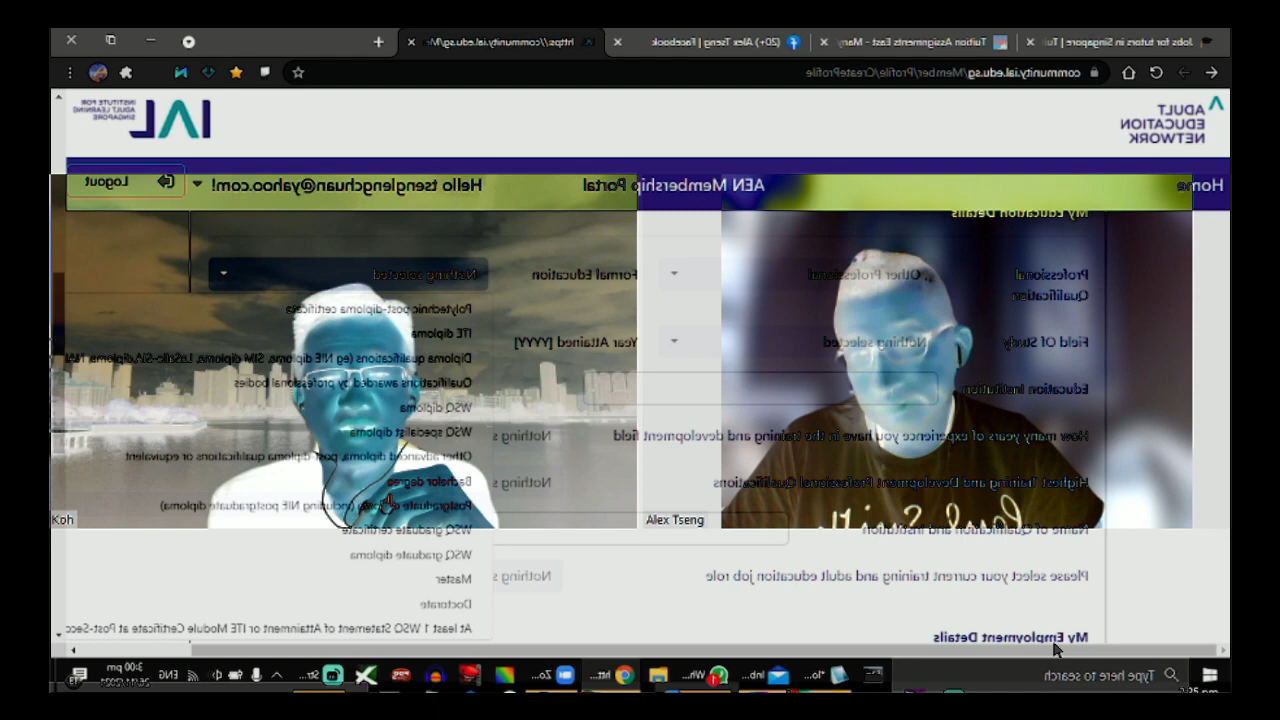 Jobs for tutors in Singapore | Tui
Tuition Assignments East - Many
(20+) Alex Tseng | Facebook
https://community.ial.edu.sg/M
community.ial.edu.sg/Member/Profile/CreateProfile
ADULT
EDUCATION
NETWORK
IAL
INSTITUTE FOR
ADULT LEARNING
SINGAPORE
Home
AEN Membership Portal
Hello tsenglengchuan@yahoo.com!
Logout
My Education Details
Professional
Qualification
Other Professional
Formal Education
Nothing selected
Polytechnic post-diploma certificate
ITE diploma
Field Of Study
Nothing selected
Year Attained [YYYY]
Diploma qualifications (eg NIE diploma, SIM diploma, LaSalle-SIA diploma, NAF
Qualifications awarded by professional bodies
Education Institution
WSQ diploma
How many years of experience you have in the training and development field
Nothing s
WSQ specialist diploma
Other advanced diploma, post diploma qualifications or equivalent
Highest Training and Development Professional Qualifications
Nothing s
Bachelor degree
Postgraduate diploma (including NIE postgraduate diploma)
Koh
Alex Tseng
Name of Qualification and Institution
WSQ graduate certificate
WSQ graduate diploma
Please select your current training and adult education job role
Nothing s
Master
Doctorate
At least 1 WSQ Statement of Attainment or ITE Module Certificate at Post-Seco
My Employment Details
Type here to search
ENG
3:00 pm
26/11/2021